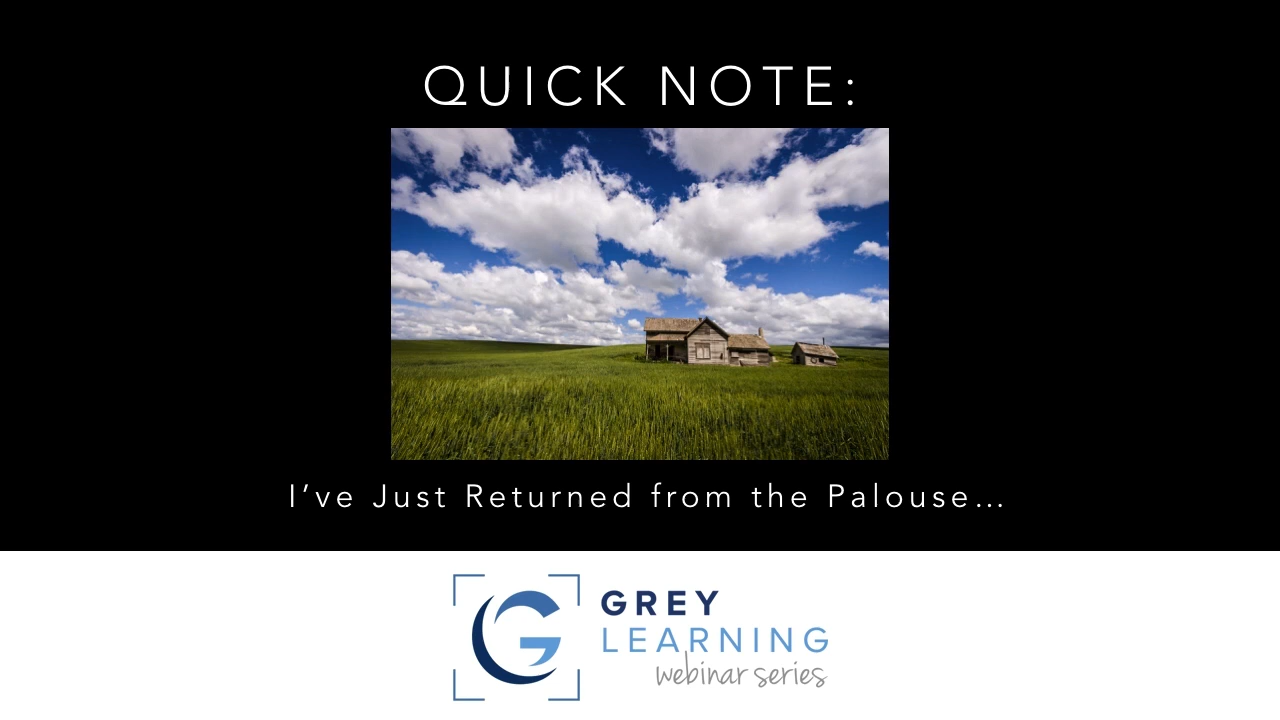 QUICK NOTE:
I’ve Just Returned from the Palouse…
GREY
LEARNING
webinar series